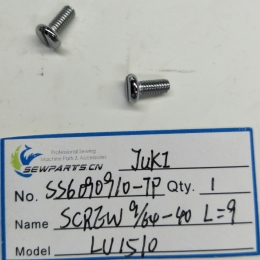 JUKI
Professional Sewing
Machine Parts & Accessories
SEWPARTS.CN
No. SS6090910-TP Qty. 1
Name SCREW 9/64-40 L=9
Model LU1510